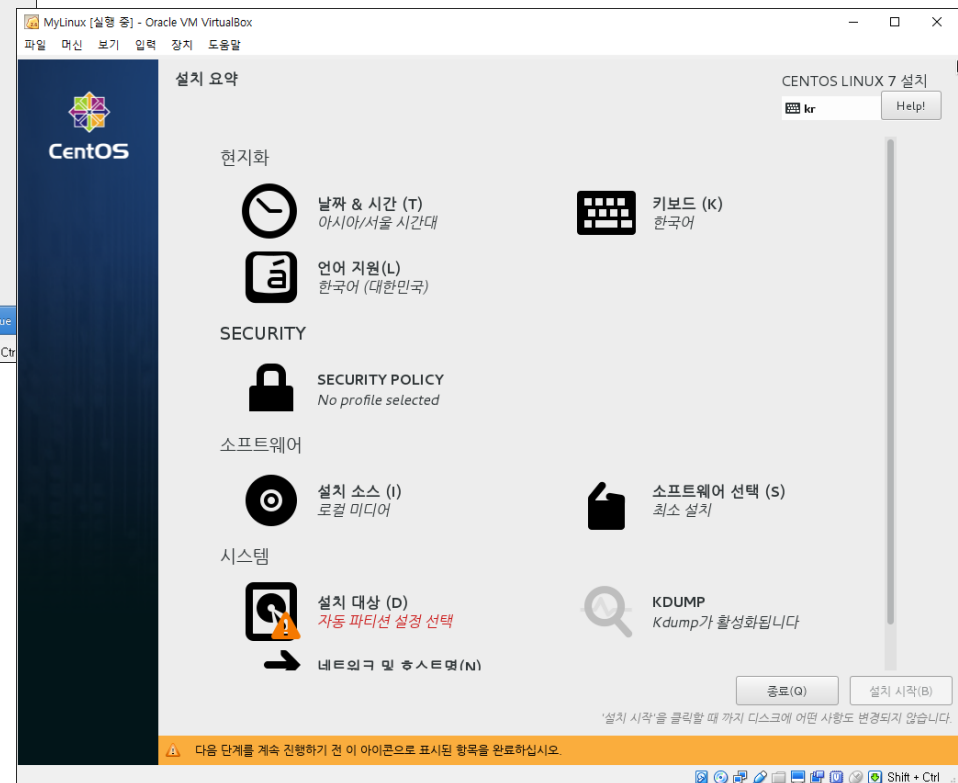 MyLinux [실행 중] - Oracle VM VirtualBox
파일 머신 보기 입력 장치 도움말
설치 요약
CENTOS LINUX 7 설치
kr
Help!
CentOS
현지화
날짜 & 시간 (T)
아시아/서울 시간대
키보드 (K)
한국어
언어 지원(L)
한국어 (대한민국)
SECURITY
SECURITY POLICY
No profile selected
소프트웨어
설치 소스 (I)
로컬 미디어
소프트웨어 선택 (S)
최소 설치
시스템
설치 대상 (D)
자동 파티션 설정 선택
KDUMP
Kdump가 활성화됩니다
네트워크 및 호스트명(N)
종료(Q)
설치 시작(B)
'설치 시작'을 클릭할 때 까지 디스크에 어떤 사항도 변경되지 않습니다.
다음 단계를 계속 진행하기 전 이 아이콘으로 표시된 항목을 완료하십시오.
Shift + Ctrl
ue
Ctr